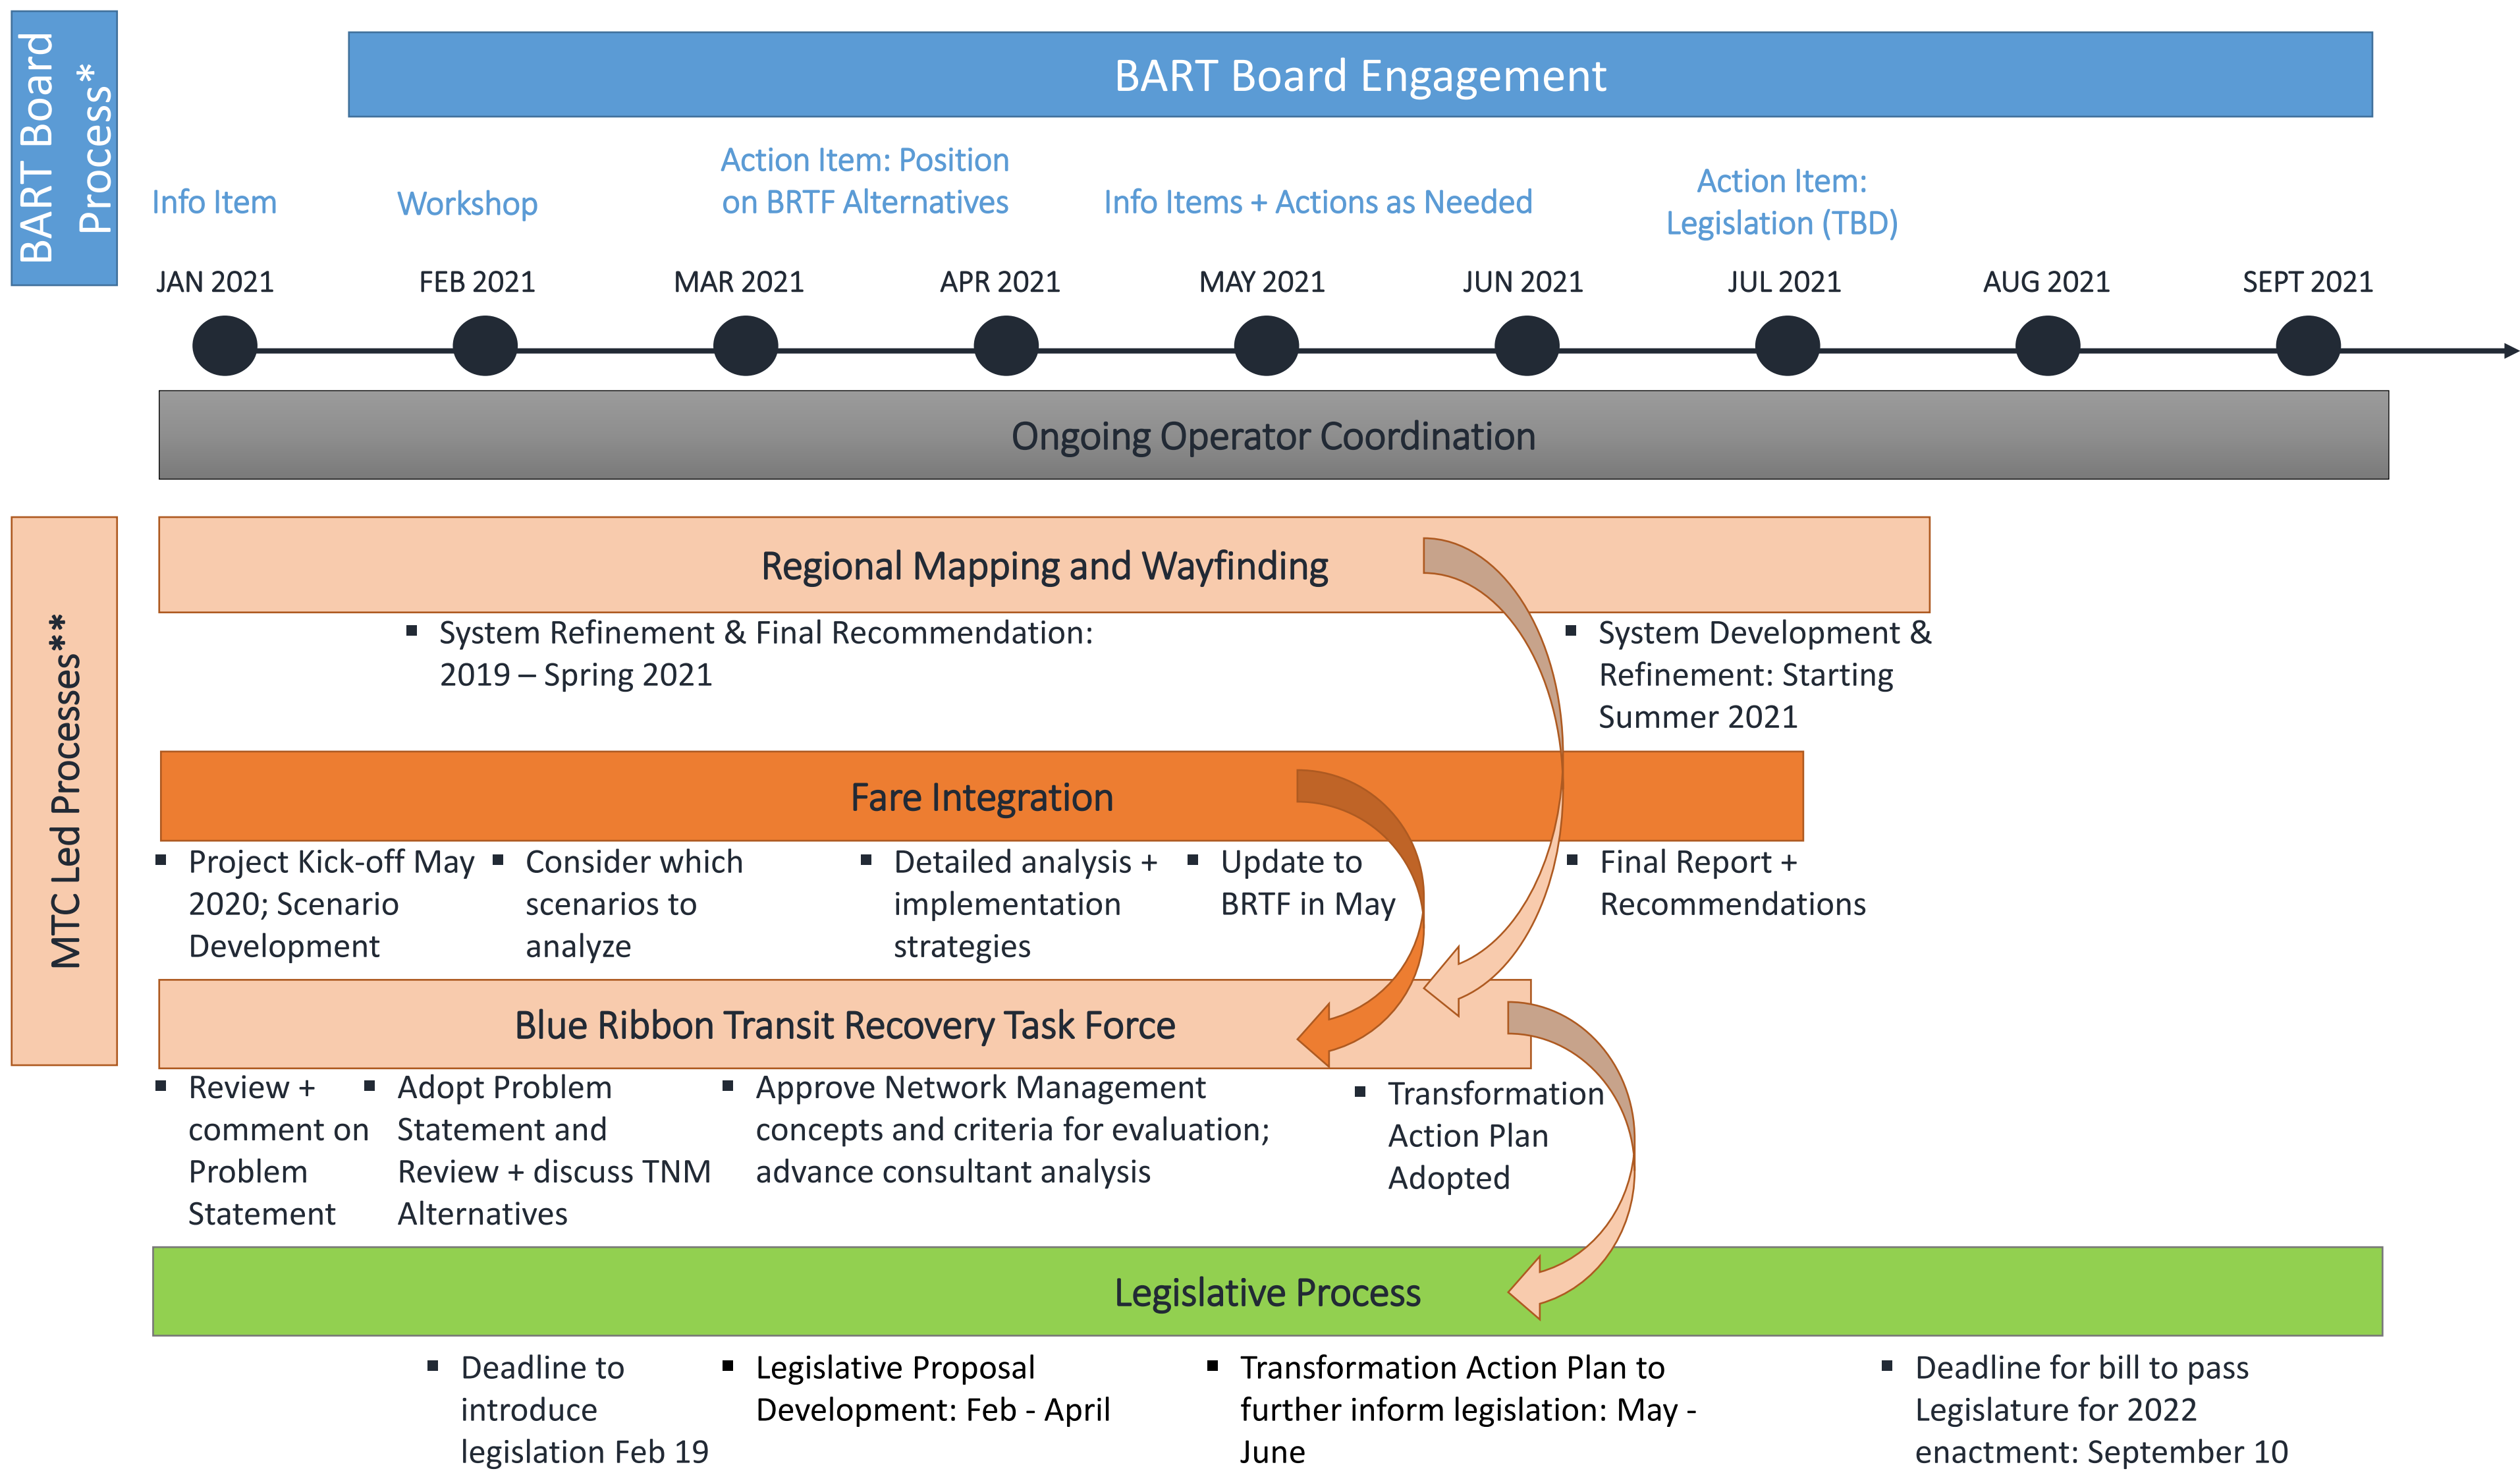 BART Board
Process*
BART Board Engagement
Info Item
Workshop
Action Item: Position
on BRTF Alternatives
Info Items + Actions as Needed
Action Item:
Legislation (TBD)
JAN 2021
FEB 2021
MAR 2021
APR 2021
MAY 2021
JUN 2021
JUL 2021
AUG 2021
SEPT 2021
Ongoing Operator Coordination
MTC Led Processes**
Regional Mapping and Wayfinding
▪ System Refinement & Final Recommendation:
2019 – Spring 2021
▪ System Development &
Refinement: Starting
Summer 2021
Fare Integration
▪ Project Kick-off May
2020; Scenario
Development
▪ Consider which
scenarios to
analyze
▪ Detailed analysis +
implementation
strategies
▪ Update to
BRTF in May
▪ Final Report +
Recommendations
Blue Ribbon Transit Recovery Task Force
▪ Review +
comment on
Problem
Statement
▪ Adopt Problem
Statement and
Review + discuss TNM
Alternatives
▪ Approve Network Management
concepts and criteria for evaluation;
advance consultant analysis
▪ Transformation
Action Plan
Adopted
Legislative Process
▪ Deadline to
introduce
legislation Feb 19
▪ Legislative Proposal
Development: Feb - April
▪ Transformation Action Plan to
further inform legislation: May -
June
▪ Deadline for bill to pass
Legislature for 2022
enactment: September 10